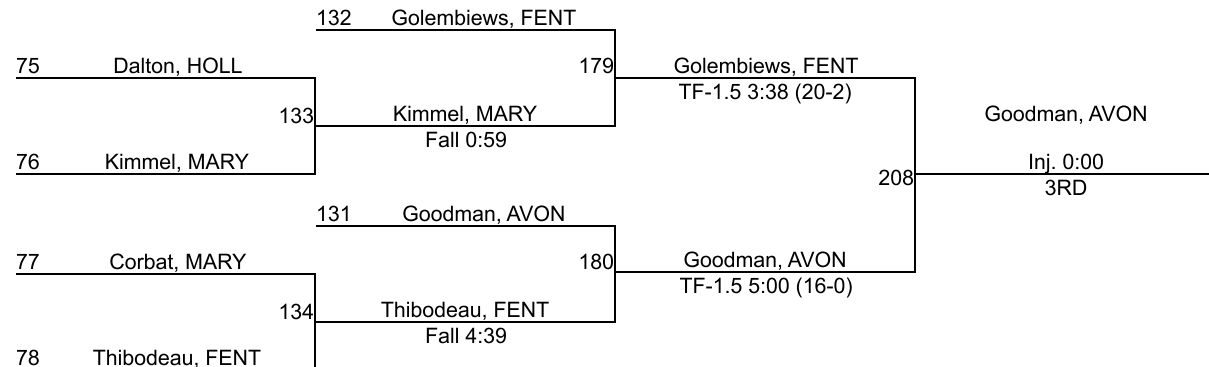 132 Golembiews, FENT
75 Dalton, HOLL
179 Golembiews, FENT
TF-1.5 3:38 (20-2)
133 Kimmel, MARY
Fall 0:59
Goodman, AVON
76 Kimmel, MARY
Inj. 0:00
208
3RD
131 Goodman, AVON
77 Corbat, MARY
180 Goodman, AVON
TF-1.5 5:00 (16-0)
134 Thibodeau, FENT
Fall 4:39
78 Thibodeau, FENT